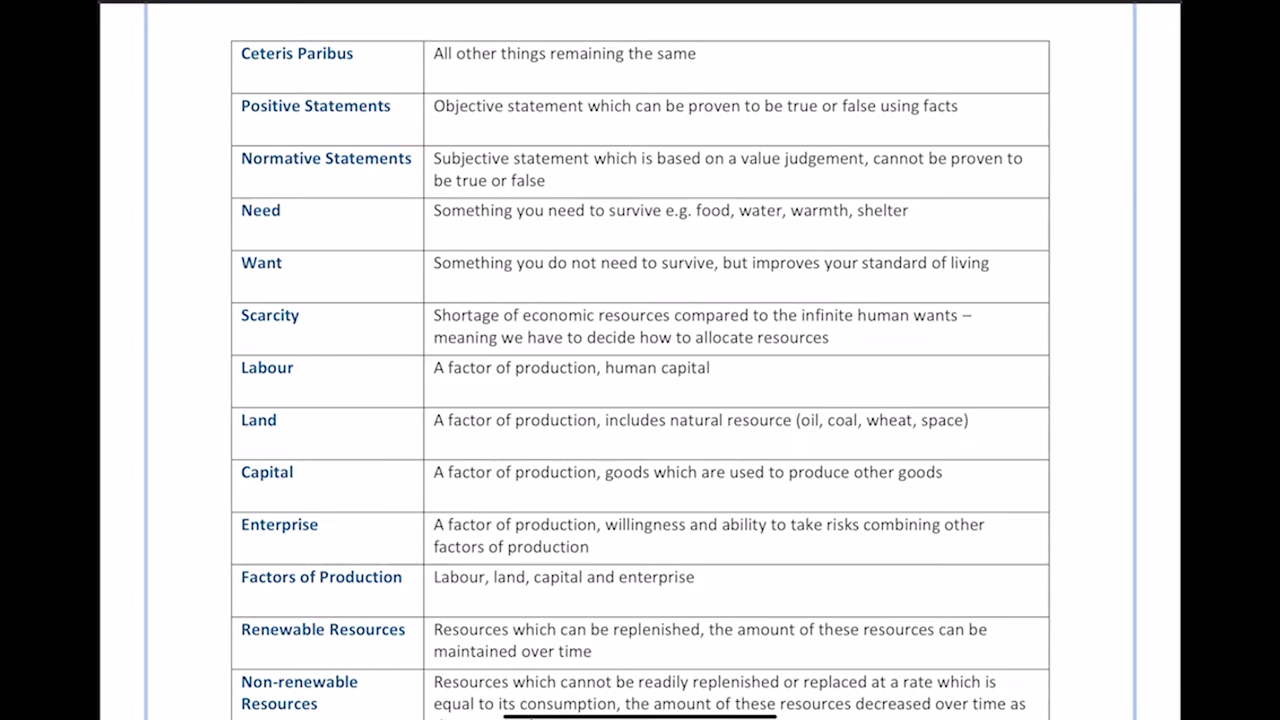 Ceteris Paribus
All other things remaining the same
Positive Statements
Objective statement which can be proven to be true or false using facts
Normative Statements
Subjective statement which is based on a value judgement, cannot be proven to
be true or false
Need
Something you need to survive e.g. food, water, warmth, shelter
Want
Something you do not need to survive, but improves your standard of living
Scarcity
Shortage of economic resources compared to the infinite human wants –
meaning we have to decide how to allocate resources
Labour
A factor of production, human capital
Land
A factor of production, includes natural resource (oil, coal, wheat, space)
Capital
A factor of production, goods which are used to produce other goods
Enterprise
A factor of production, willingness and ability to take risks combining other
factors of production
Factors of Production
Labour, land, capital and enterprise
Renewable Resources
Resources which can be replenished, the amount of these resources can be
maintained over time
Non-renewable
Resources
Resources which cannot be readily replenished or replaced at a rate which is
equal to its consumption, the amount of these resources decreased over time as